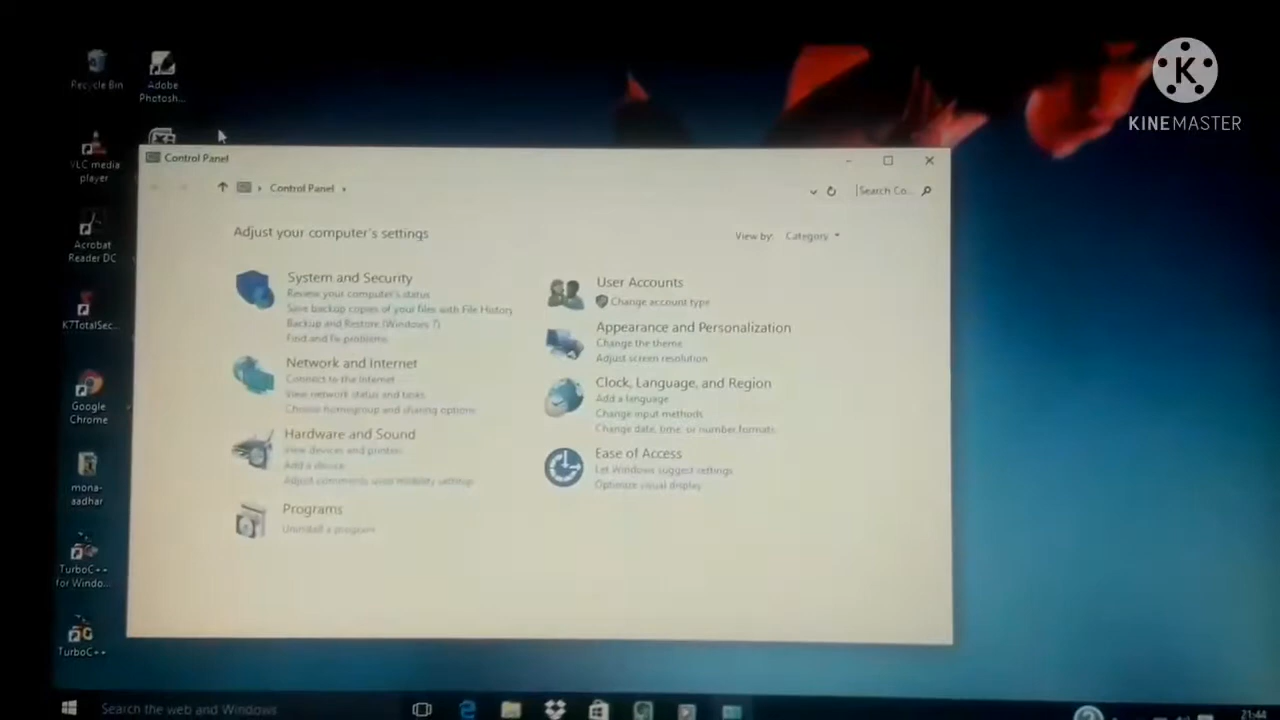 K
KINEMASTER
Recycle Bin
Adobe
Photosh...
VLC media
player
Acrobat
Reader DC
K7TotalSec...
Google
Chrome
mona-
aadhar
TurboC++
for Windo...
TurboC++
Control Panel
Control Panel
Search Co...
Adjust your computer's settings
View by: Category
System and Security
Review your computer's status
Save backup copies of your files with File History
Backup and Restore (Windows 7)
Find and fix problems
Network and Internet
Connect to the Internet
View network status and tasks
Choose homegroup and sharing options
Hardware and Sound
View devices and printers
Add a device
Adjust commonly used mobility settings
Programs
Uninstall a program
User Accounts
Change account type
Appearance and Personalization
Change the theme
Adjust screen resolution
Clock, Language, and Region
Add a language
Change input methods
Change date, time, or number formats
Ease of Access
Let Windows suggest settings
Optimize visual display
Search the web and Windows
21:44